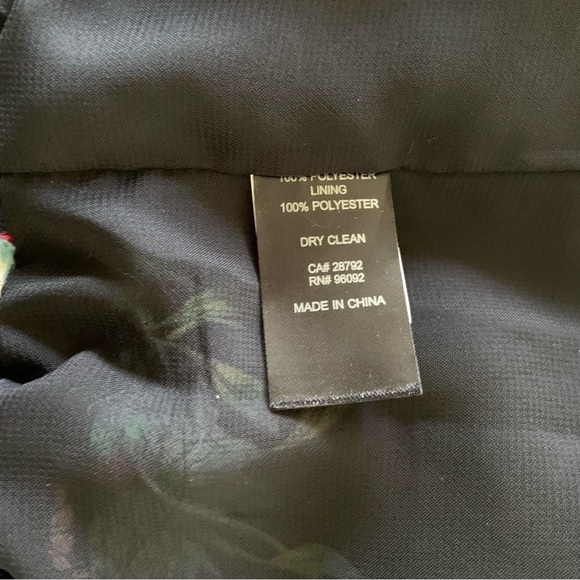 100% POLYESTER
LINING
100% POLYESTER
DRY CLEAN
CA# 28792
RN# 96092
MADE IN CHINA